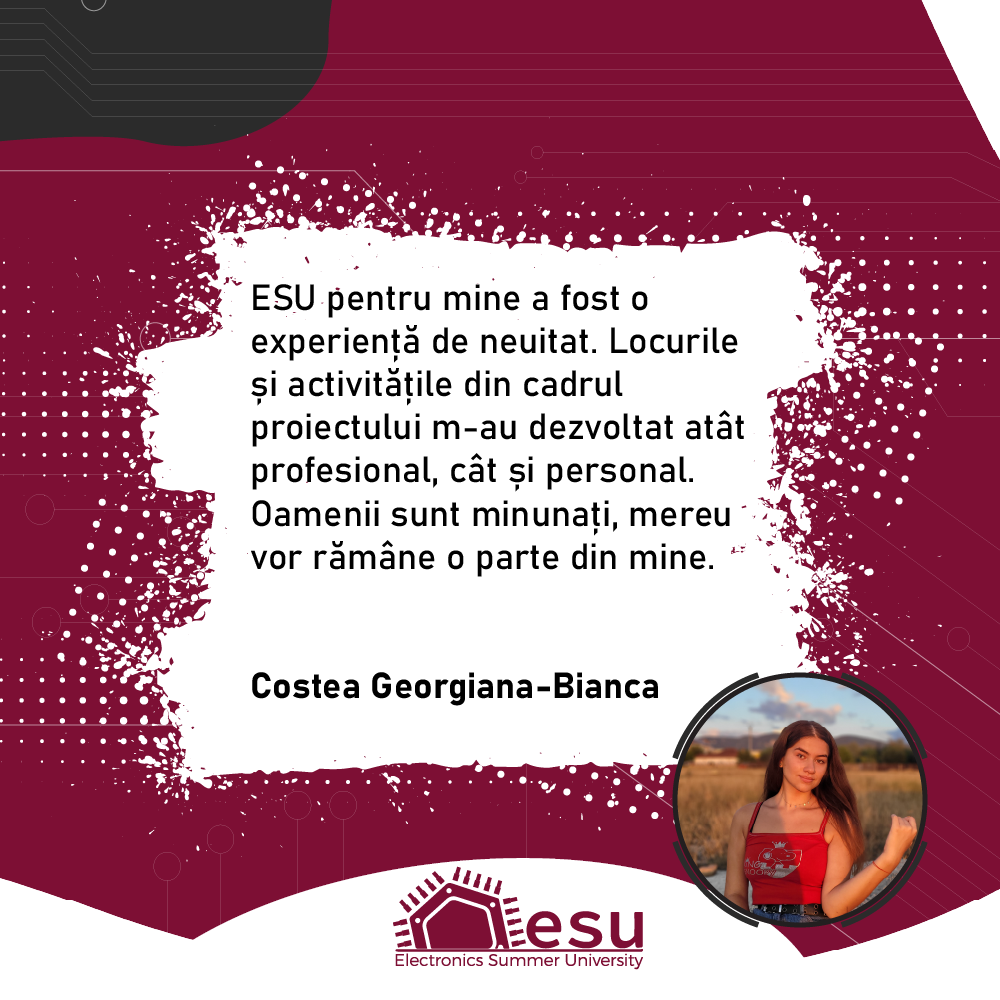 ESU pentru mine a fost o
experiență de neuitat. Locurile
și activitățile din cadrul
proiectului m-au dezvoltat atât
profesional, cât și personal.
Oamenii sunt minunați, mereu
vor rămâne o parte din mine.
Costea Georgiana-Bianca
esu
Electronics Summer University